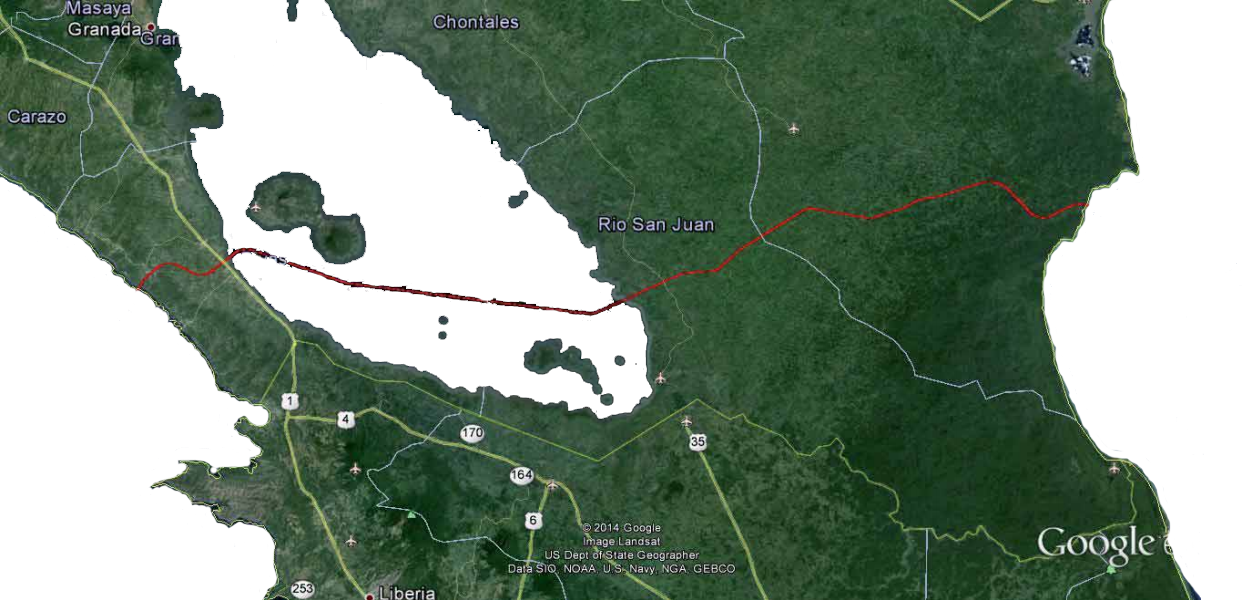 Masaya
Granada
Gran
Chontales
Carazo
Rio San Juan
1
4
170
35
164
6
© 2014 Google
Image Landsat
US Dept of State Geographer
Data SIO, NOAA, U.S. Navy, NGA, GEBCO
Google e
253
Liberia